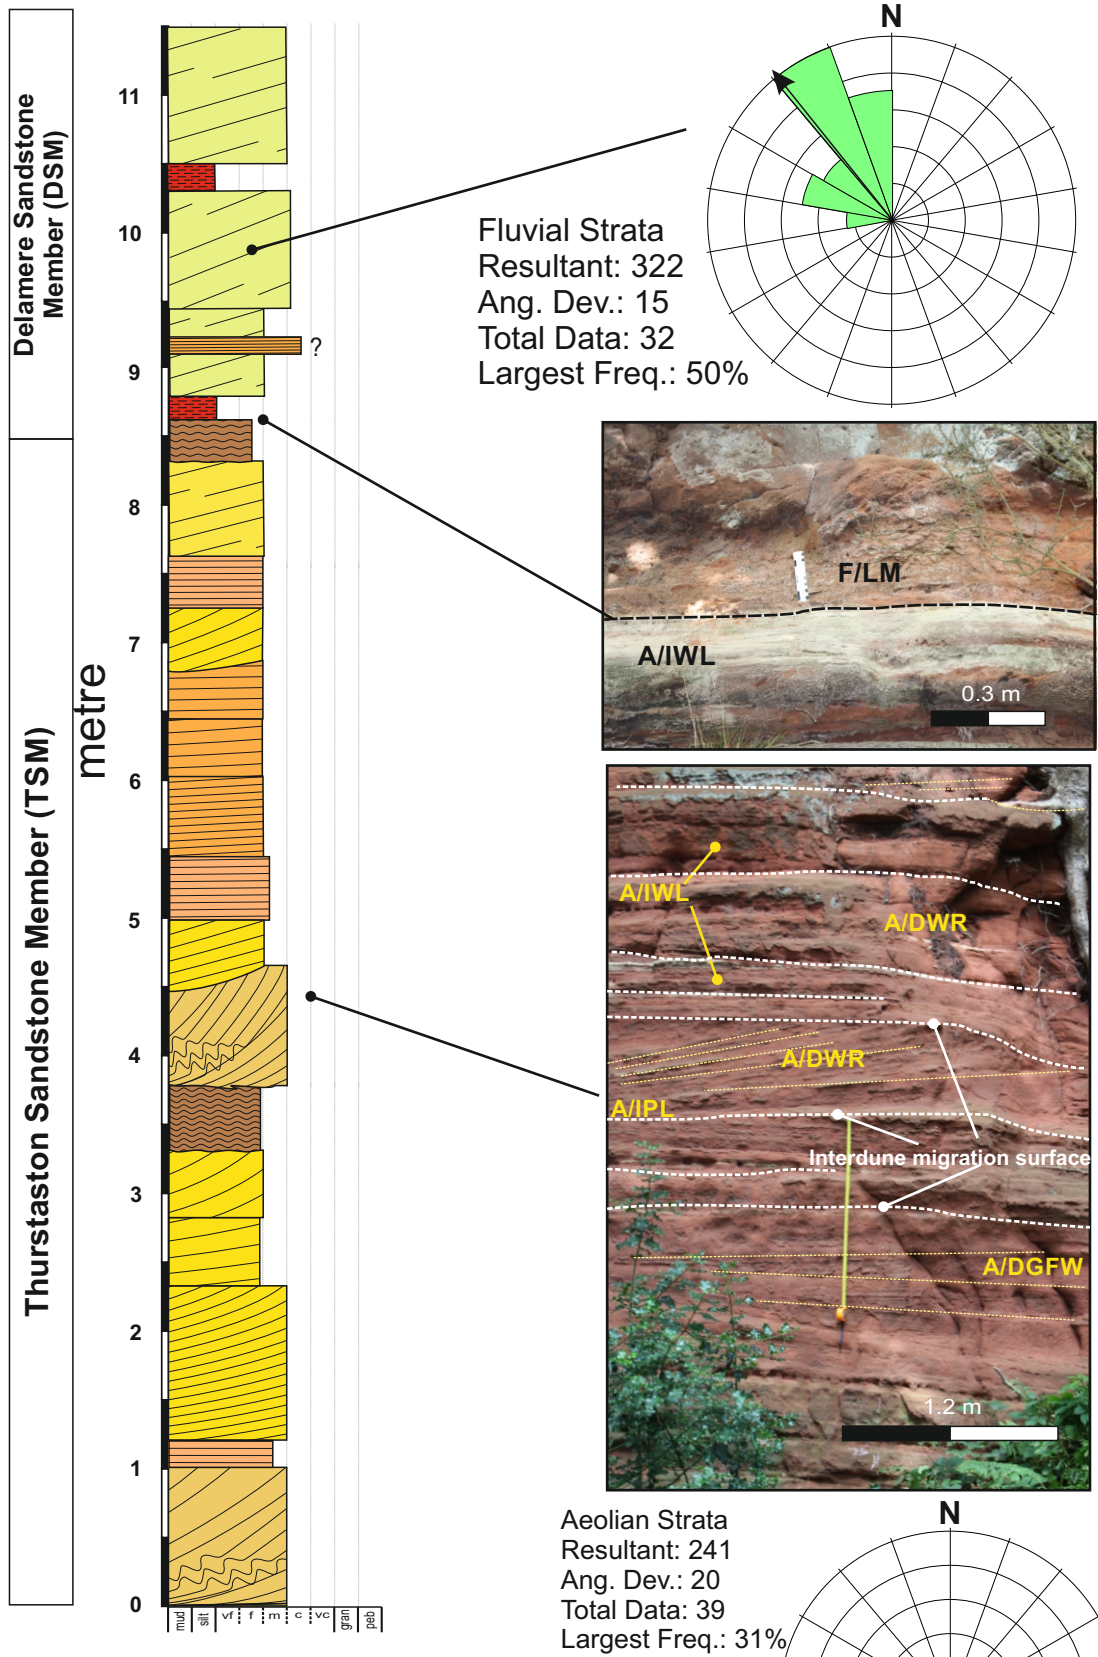 Delamere Sandstone
Member (DSM)
Thurstaston Sandstone Member (TSM)
metre
11
10
9
8
7
6
5
4
3
2
1
0
?
mud
silt
vf
f
m
c
vc
gran
peb
N
Fluvial Strata
Resultant: 322
Ang. Dev.: 15
Total Data: 32
Largest Freq.: 50%
F/LM
A/IWL
0.3 m
A/IWL
A/DWR
A/DWR
A/IPL
Interdune migration surface
A/DGFW
1.2 m
Aeolian Strata
Resultant: 241
Ang. Dev.: 20
Total Data: 39
Largest Freq.: 31%
N